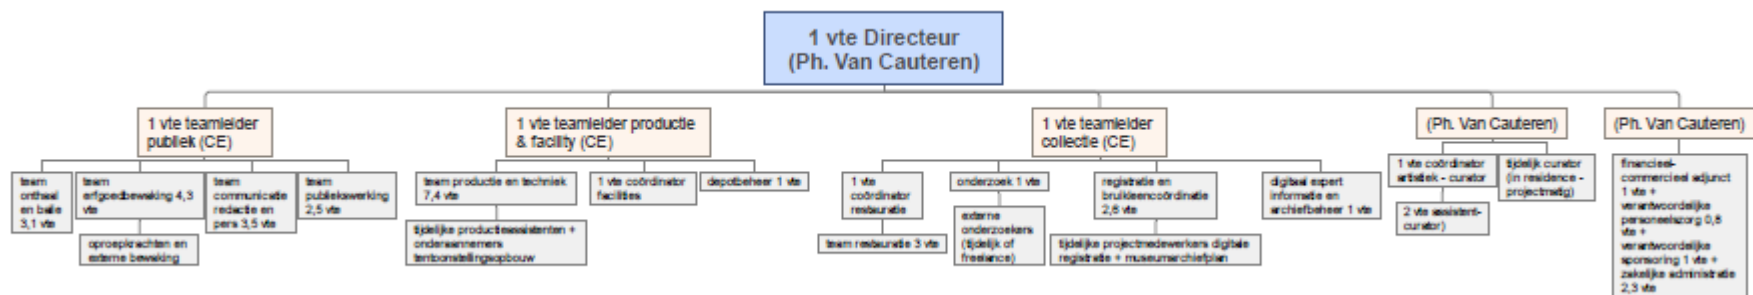 1 vte Directeur
(Ph. Van Cauteren)
1 vte teamleider
publiek (CE)
1 vte teamleider productie
& facility (CE)
1 vte teamleider
collectie (CE)
(Ph. Van Cauteren)
(Ph. Van Cauteren)
team
onthaal
en balie
3,1 vte
team
erfgoedbewaking 4,3
vte
oproepkrachten en
externe bewaking
team
communicatie
redactie en
pers 3,5 vte
team
publiekswerking
2,5 vte
team productie en techniek
7,4 vte
tijdelijke productieassistenten +
onderaannemers
tentoonstellingsopbouw
1 vte coördinator
facilities
depotbeheer 1 vte
1 vte
coördinator
restauratie
team restauratie 3 vte
onderzoek 1 vte
externe
onderzoekers
(tijdelijk of
freelance)
registratie en
bruikleencoördinatie
2,6 vte
tijdelijke projectmedewerkers digitale
registratie + museumarchiefplan
digitaal expert
informatie en
archiefbeheer 1 vte
1 vte coördinator
artistiek - curator
2 vte assistent-
curator)
tijdelijk curator
(in residence -
projectmatig)
financieel-
commercieel adjunct
1 vte +
verantwoordelijke
personeelszorg 0,8
vte +
verantwoordelijke
sponsoring 1 vte +
zakelijke administratie
2,3 vte